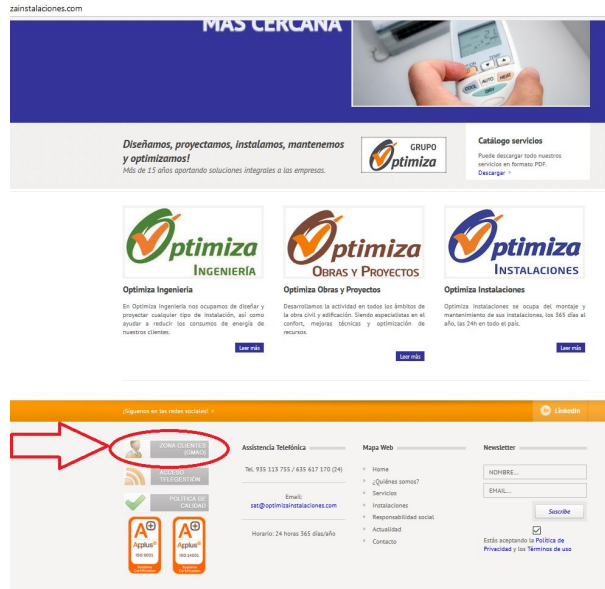 zainstalaciones.com
MÁS CERCANA
COOL
AUTO
HEAT
DRY
Diseñamos, proyectamos, instalamos, mantenemos
y optimizamos!
Más de 15 años aportando soluciones integrales a las empresas.
GRUPO
Optimiza
Catálogo servicios
Puede descargar todo nuestros
servicios en formato PDF.
Descargar
Optimiza
INGENIERÍA
Optimiza Ingenieria
En Optimiza Ingenieria nos ocupamos de diseñar y
proyectar cualquier tipo de instalación, así como
ayudar a reducir los consumos de energía de
nuestros clientes.
Leer más
Optimiza
OBRAS Y PROYECTOS
Optimiza Obras y Proyectos
Desarrollamos la actividad en todos los ámbitos de
la obra civil y edificación. Siendo especialistas en el
confort, mejoras técnicas y optimización de
recursos.
Leer más
Optimiza
INSTALACIONES
Optimiza Instalaciones
Optimiza Instalaciones se ocupa del montaje y
mantenimiento de sus instalaciones, los 365 días al
año, las 24h en todo el país.
Leer más
¡Síguenos en las redes sociales!
in LinkedIn
ZONA CLIENTES
(GMAO)
ACCESO
TELEGESTIÓN
POLÍTICA DE
CALIDAD
A+
Applus
ISO 9001
Systems
Certification
A+
Applus
ISO 14001
Systems
Certification
Assistencia Telefónica
Tel. 935 113 755 / 635 617 170 (24)
Email:
sat@optimizainstalaciones.com
Horario: 24 horas 365 días/año
Mapa Web
Home
¿Quiénes somos?
Servicios
Instalaciones
Responsabilidad social
Actualidad
Contacto
Newsletter
NOMBRE...
EMAIL...
Suscribe
Estás aceptando la Política de
Privacidad y los Términos de uso